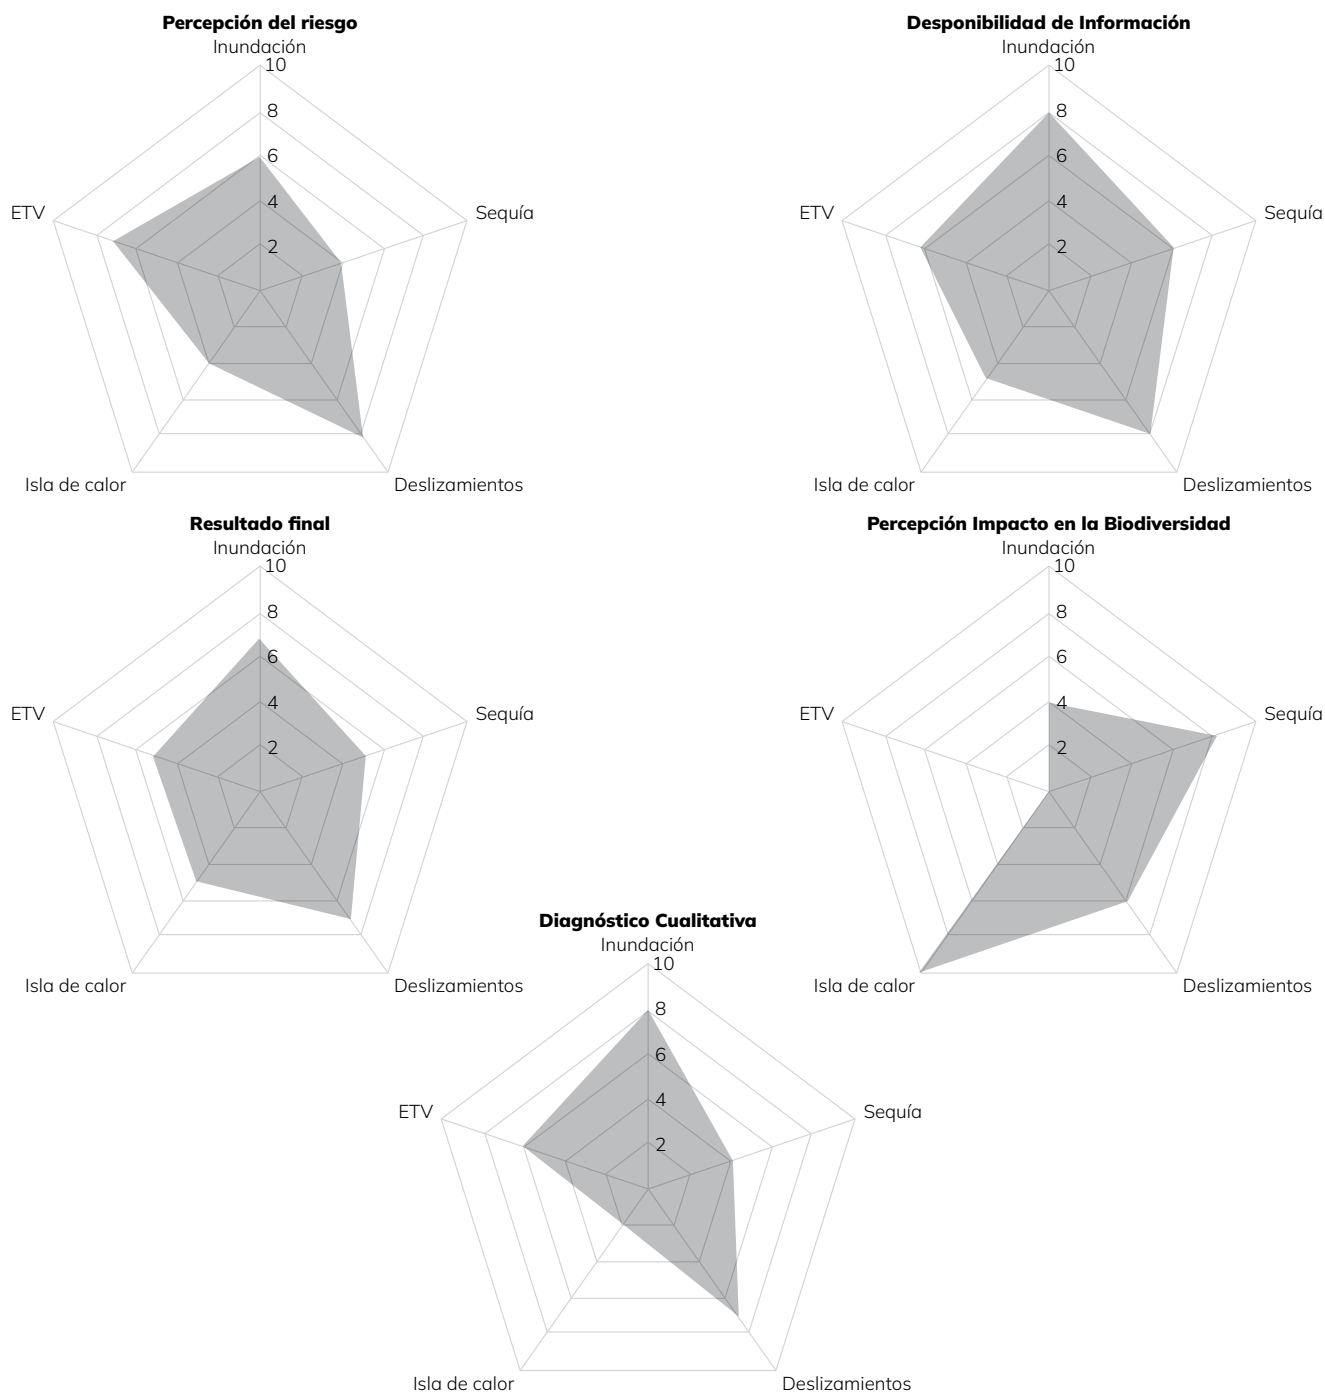 Percepción del riesgo
Inundación
10
8
6
4
2
ETV
Sequía
Isla de calor
Deslizamientos
Desponibilidad de Información
Inundación
10
8
6
4
2
ETV
Sequía
Isla de calor
Deslizamientos
Resultado final
Inundación
10
8
6
4
2
ETV
Sequía
Isla de calor
Deslizamientos
Percepción Impacto en la Biodiversidad
Inundación
10
8
6
4
2
ETV
Sequía
Isla de calor
Deslizamientos
Diagnóstico Cualitativa
Inundación
10
8
6
4
2
ETV
Sequía
Isla de calor
Deslizamientos